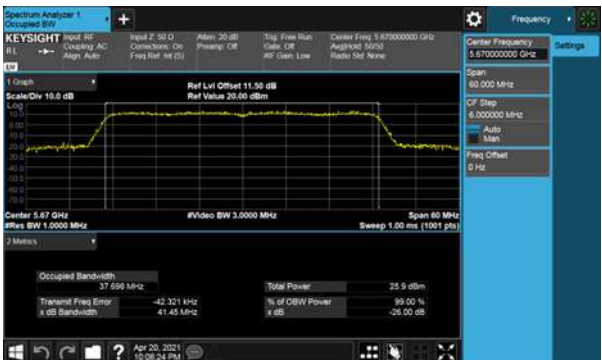 Spectrum Analyzer 1
Occupied BW
+
Frequency
KEYSIGHT
Input: RF
Input Z: 50 Ω
Atten: 20 dB
Trig: Free Run
Center Freq: 5.670000000 GHz
RL
Coupling: AC
Corrections: On
Preamp: Off
Gate: Off
Avg|Hold: 50/50
Align: Auto
Freq Ref: Int (S)
#IF Gain: Low
Radio Std: None
LXI
Center Frequency
5.670000000 GHz
Settings
Span
60.000 MHz
CF Step
6.000000 MHz
Auto
Man
Freq Offset
0 Hz
1 Graph
Scale/Div 10.0 dB
Ref Lvl Offset 11.50 dB
Ref Value 20.00 dBm
Log
10.0
0.00
-10.0
-20.0
-30.0
-40.0
-50.0
-60.0
-70.0
Center 5.67 GHz
#Video BW 3.0000 MHz
Span 60 MHz
#Res BW 1.0000 MHz
Sweep 1.00 ms (1001 pts)
2 Metrics
Occupied Bandwidth
37.698 MHz
Total Power
25.9 dBm
Transmit Freq Error
-42.321 kHz
% of OBW Power
99.00 %
x dB Bandwidth
41.45 MHz
x dB
-26.00 dB
?
Apr 20, 2021
10:08:24 PM